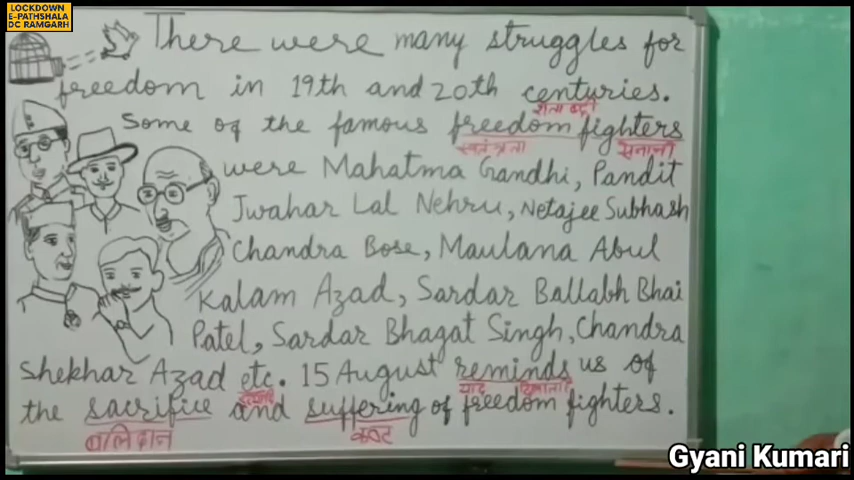 LOCKDOWN
E-PATHSHALA
DC RAMGARH
There were many struggles for
freedom in 19th and 20th centuries.
शताब्दी
Some of the famous freedom fighters
स्वतंत्रता सेनानी
were Mahatma Gandhi, Pandit
Jwahar Lal Nehru, Netajee Subhash
Chandra Bose, Maulana Abul
Kalam Azad, Sardar Ballabh Bhai
Patel, Sardar Bhagat Singh, Chandra
Shekhar Azad etc. 15 August reminds us of
याद दिलाता है
the sacrifice and suffering of freedom fighters.
बलिदान कष्ट
Gyani Kumari